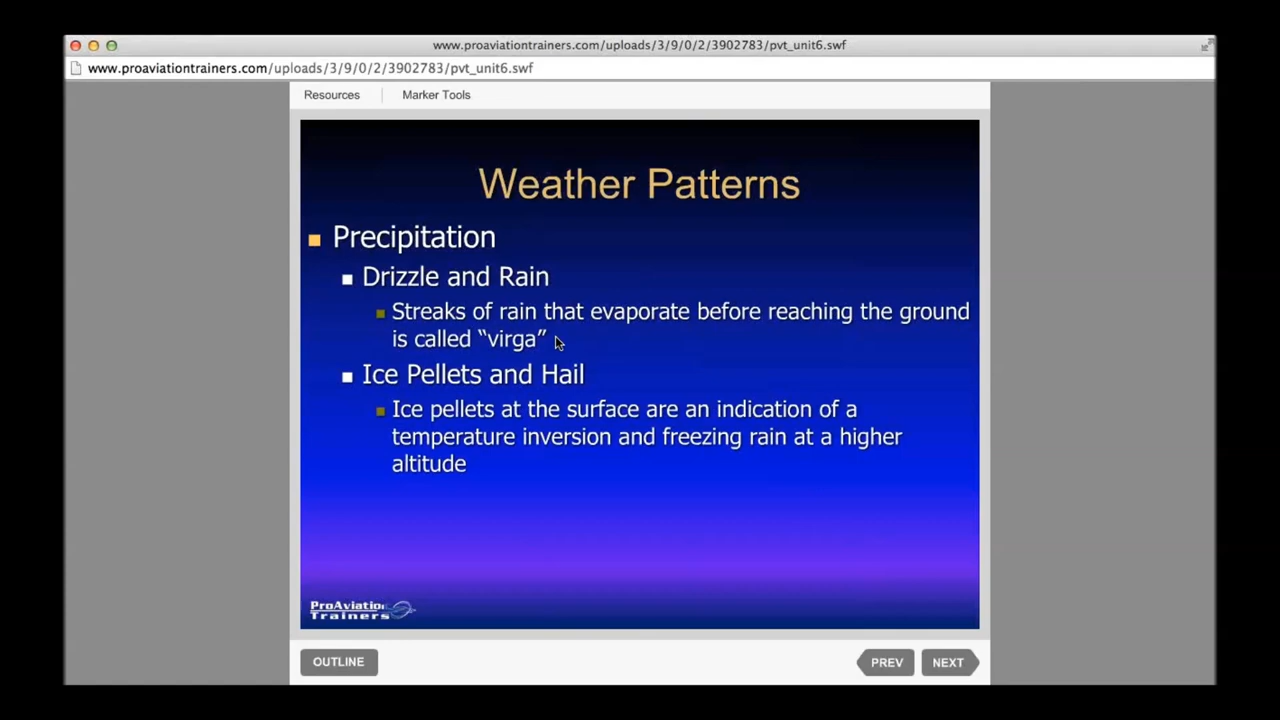 www.proaviationtrainers.com/uploads/3/9/0/2/3902783/pvt_unit6.swf
www.proaviationtrainers.com/uploads/3/9/0/2/3902783/pvt_unit6.swf
Resources
Marker Tools
Weather Patterns
Precipitation
Drizzle and Rain
Streaks of rain that evaporate before reaching the ground
is called “virga”
Ice Pellets and Hail
Ice pellets at the surface are an indication of a
temperature inversion and freezing rain at a higher
altitude
ProAviation
Trainers
OUTLINE
PREV
NEXT